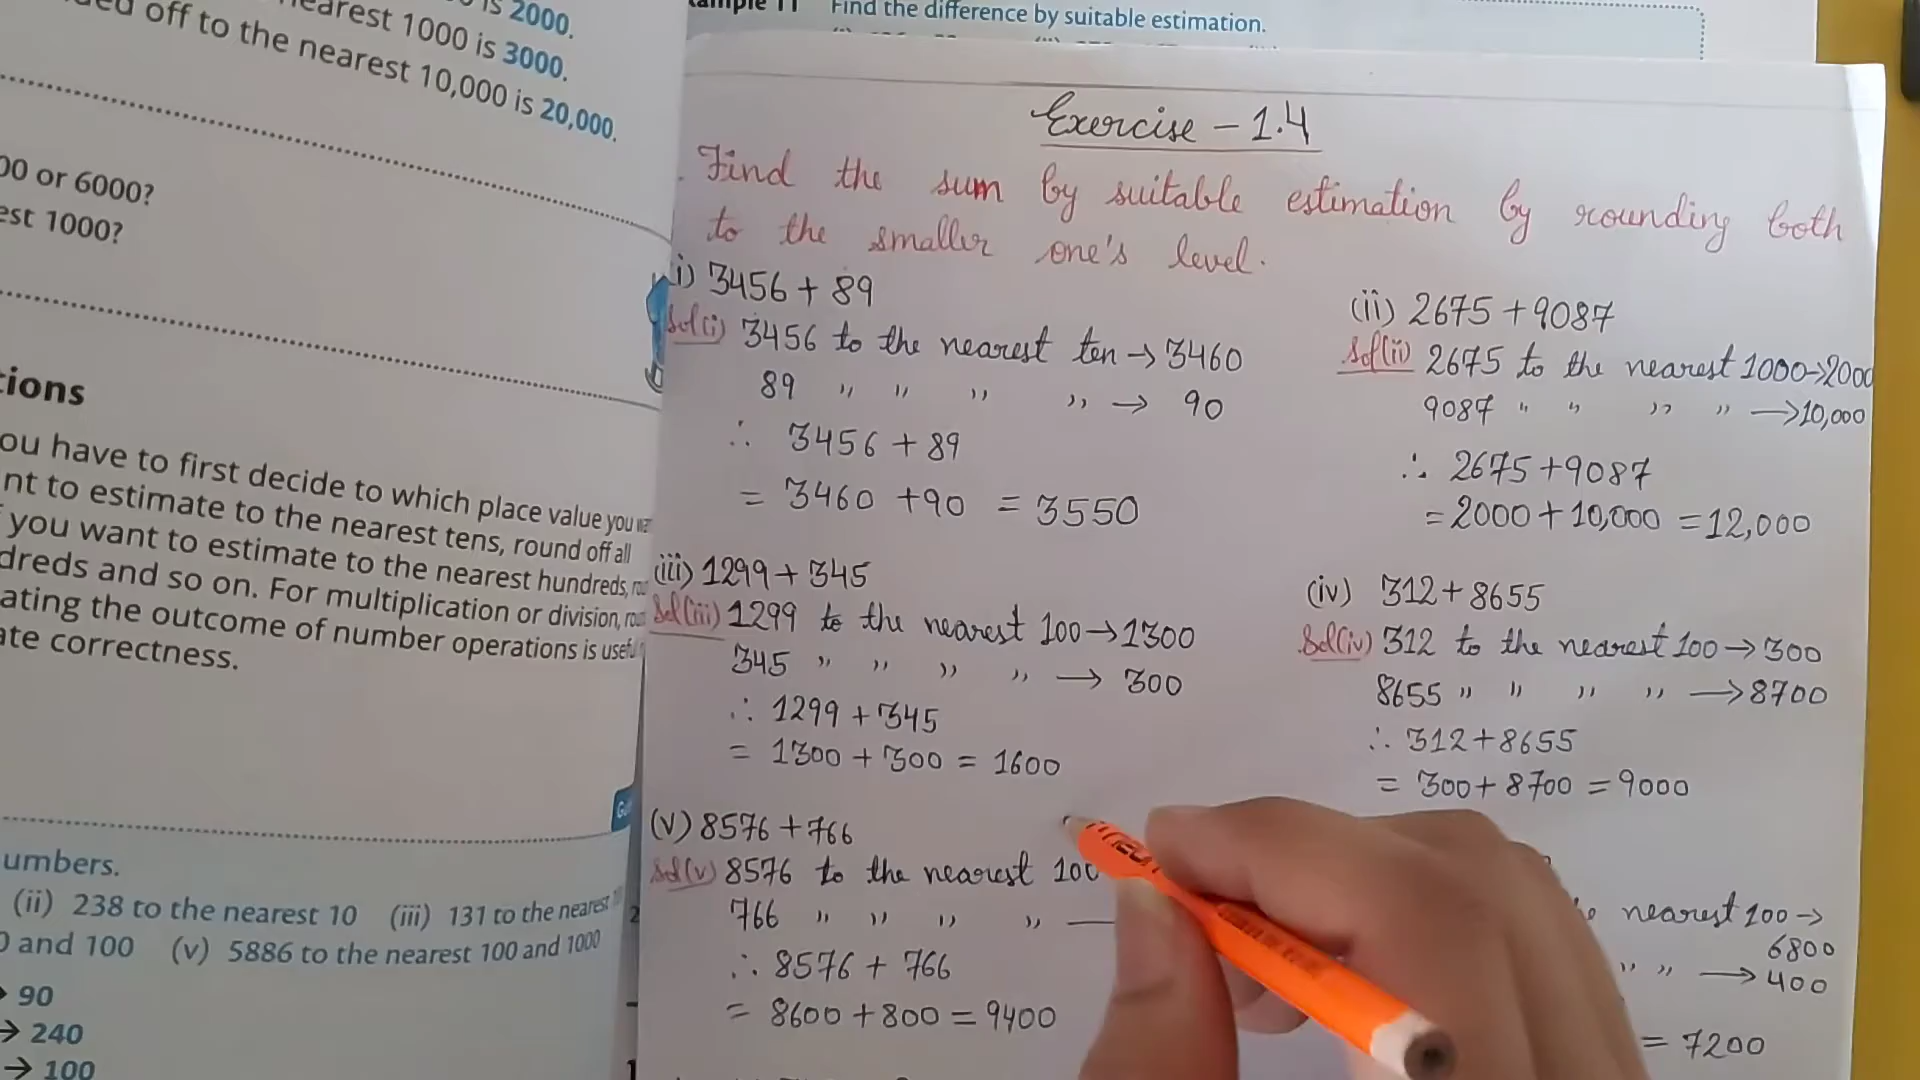 is 2000.
nearest 1000 is 3000.
off to the nearest 10,000 is 20,000.
00 or 6000?
est 1000?
tions
ou have to first decide to which place value you
nt to estimate to the nearest tens, round off all
you want to estimate to the nearest hundreds,
dreds and so on. For multiplication or division,
ating the outcome of number operations is useful
ate correctness.
umbers.
(ii) 238 to the nearest 10 (iii) 131 to the nearest
0 and 100 (v) 5886 to the nearest 100 and 1000
→ 90
→ 240
→ 100
ample 11 Find the difference by suitable estimation.
Exercise - 1.4
Find the sum by suitable estimation by rounding both
to the smaller one's level.
i) 3456 + 89
Sol(i) 3456 to the nearest ten → 3460
89 " " " " → 90
∴ 3456 + 89
= 3460 + 90 = 3550
(ii) 2675 + 9087
Sol(ii) 2675 to the nearest 1000 → 2000
9087 " " " " → 10,000
∴ 2675 + 9087
= 2000 + 10,000 = 12,000
(iii) 1299 + 345
Sol(iii) 1299 to the nearest 100 → 1300
345 " " " " → 300
∴ 1299 + 345
= 1300 + 300 = 1600
(iv) 312 + 8655
Sol(iv) 312 to the nearest 100 → 300
8655 " " " " → 8700
∴ 312 + 8655
= 300 + 8700 = 9000
(v) 8576 + 766
Sol(v) 8576 to the nearest 100
766 " " " "
∴ 8576 + 766
= 8600 + 800 = 9400
nearest 100 →
6800
" " → 400
= 7200